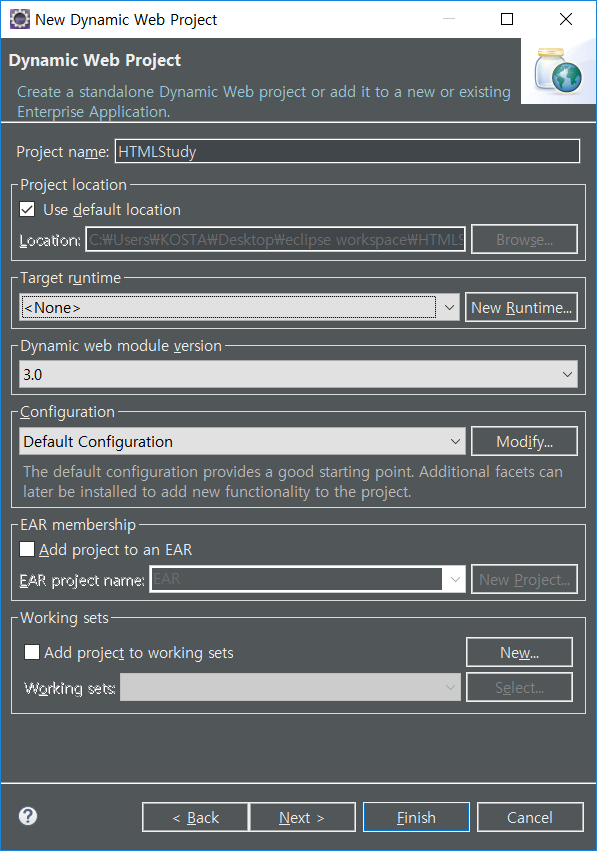 New Dynamic Web Project
Dynamic Web Project
Create a standalone Dynamic Web project or add it to a new or existing
Enterprise Application.
Project name: HTMLStudy
Project location
Use default location
Location: C:₩Users₩KOSTA₩Desktop₩eclipse workspace₩HTMLS Browse...
Target runtime
<None> New Runtime...
Dynamic web module version
3.0
Configuration
Default Configuration Modify...
The default configuration provides a good starting point. Additional facets can
later be installed to add new functionality to the project.
EAR membership
Add project to an EAR
EAR project name: EAR New Project...
Working sets
Add project to working sets New...
Working sets: Select...
? < Back Next > Finish Cancel